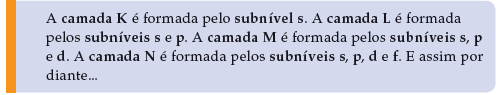 A camada K é formada pelo subnível s. A camada L é formada
pelos subníveis s e p. A camada M é formada pelos subníveis s, p
e d. A camada N é formada pelos subníveis s, p, d e f. E assim por
diante...